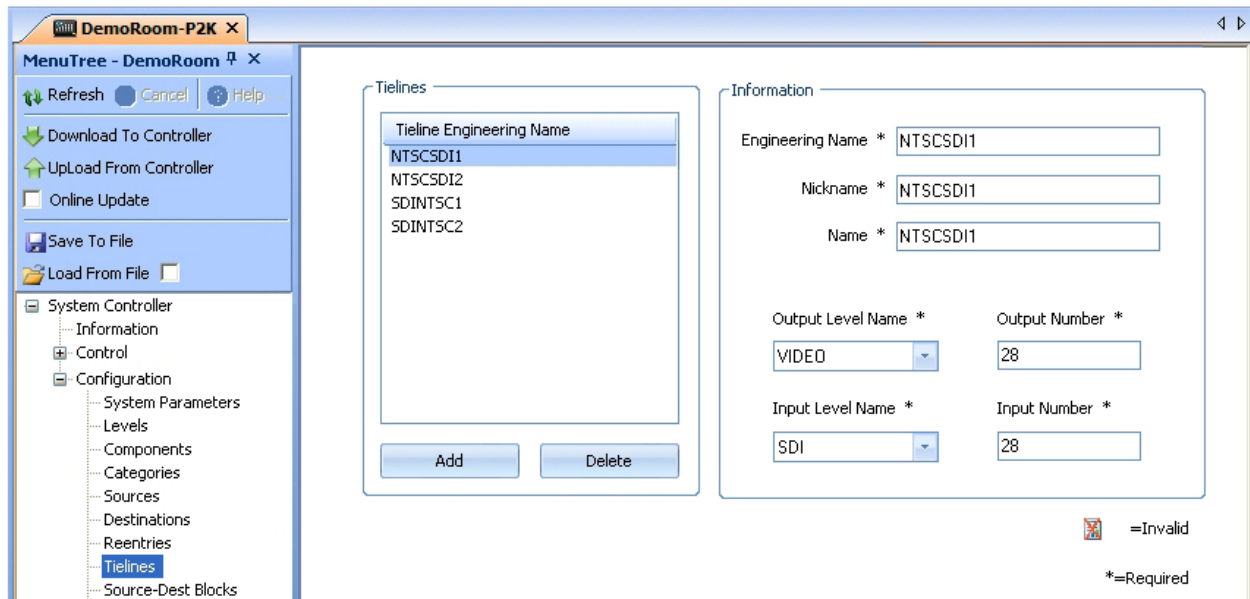 DemoRoom-P2K X
MenuTree - DemoRoom
Refresh Cancel Help...
Download To Controller
UpLoad From Controller
Online Update
Save To File
Load From File
System Controller
Information
Control
Configuration
System Parameters
Levels
Components
Categories
Sources
Destinations
Reentries
Tielines
Source-Dest Blocks
Tielines
Tieline Engineering Name
NTSCSDI1
NTSCSDI2
SDINTSC1
SDINTSC2
Add Delete
Information
Engineering Name * NTSCSDI1
Nickname * NTSCSDI1
Name * NTSCSDI1
Output Level Name * Output Number *
VIDEO 28
Input Level Name * Input Number *
SDI 28
=Invalid
*=Required